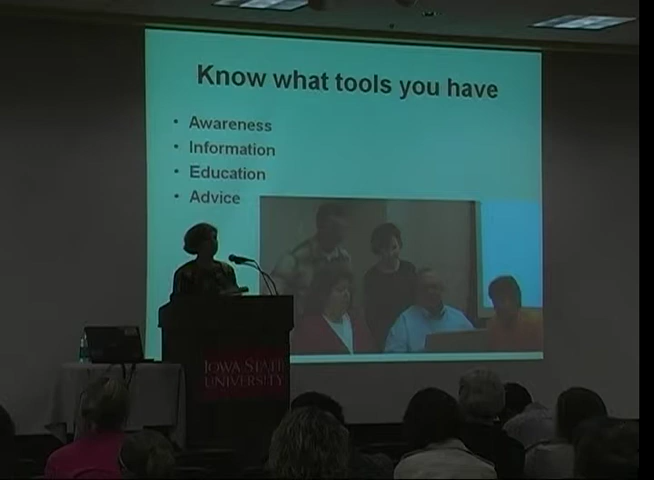 Know what tools you have
• Awareness
• Information
• Education
• Advice
IOWA STATE
UNIVERSITY